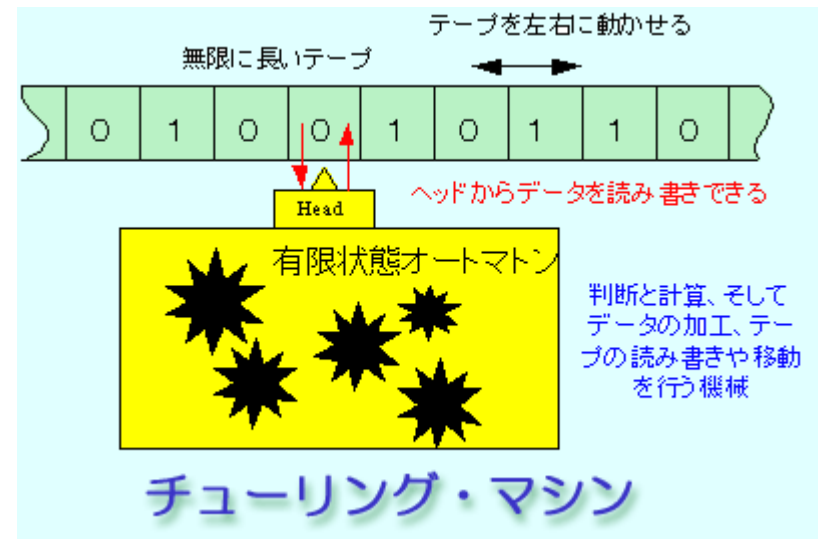 テープを左右に動かせる
無限に長いテープ
0 1 0 0 1 0 1 1 0
ヘッドからデータを読み書きできる
Head
有限状態オートマトン
判断と計算、そして
データの加工、テー
プの読み書きや移動
を行う機械
チューリング・マシン